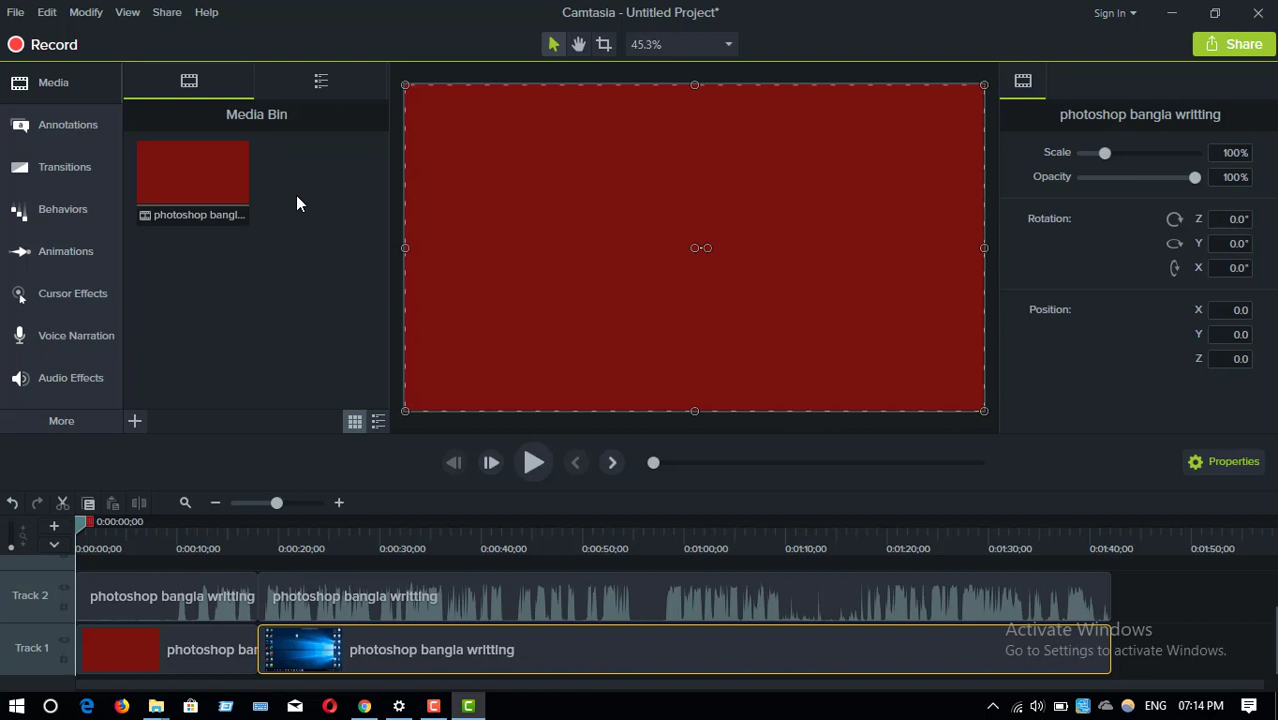 File Edit Modify View Share Help
Camtasia - Untitled Project*
Sign In
Record
45.3%
Share
Media
Annotations
Transitions
Behaviors
Animations
Cursor Effects
Voice Narration
Audio Effects
More
Media Bin
photoshop bangl...
photoshop bangla writting
Scale 100%
Opacity 100%
Rotation: Z 0.0°
Y 0.0°
X 0.0°
Position: X 0.0
Y 0.0
Z 0.0
Properties
0:00:00;00
0:00:00;00 0:00:10;00 0:00:20;00 0:00:30;00 0:00:40;00 0:00:50;00 0:01:00;00 0:01:10;00 0:01:20;00 0:01:30;00 0:01:40;00 0:01:50;00
Track 2 photoshop bangla writting photoshop bangla writting
Track 1 photoshop bar photoshop bangla writting
Activate Windows
Go to Settings to activate Windows.
ENG 07:14 PM